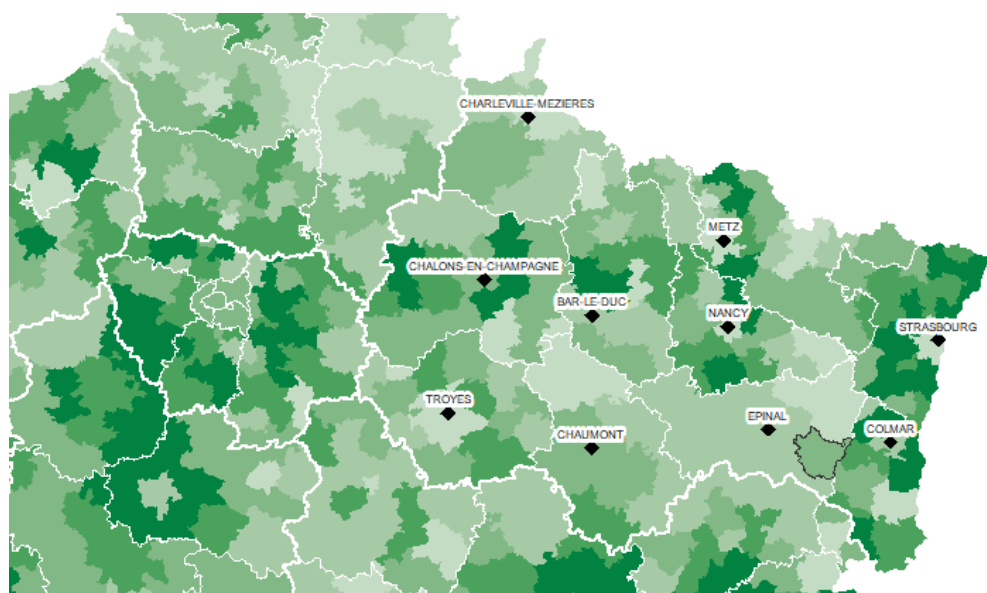 CHARLEVILLE-MEZIERES
METZ
CHALONS-EN-CHAMPAGNE
BAR-LE-DUC
NANCY
STRASBOURG
TROYES
EPINAL
COLMAR
CHAUMONT